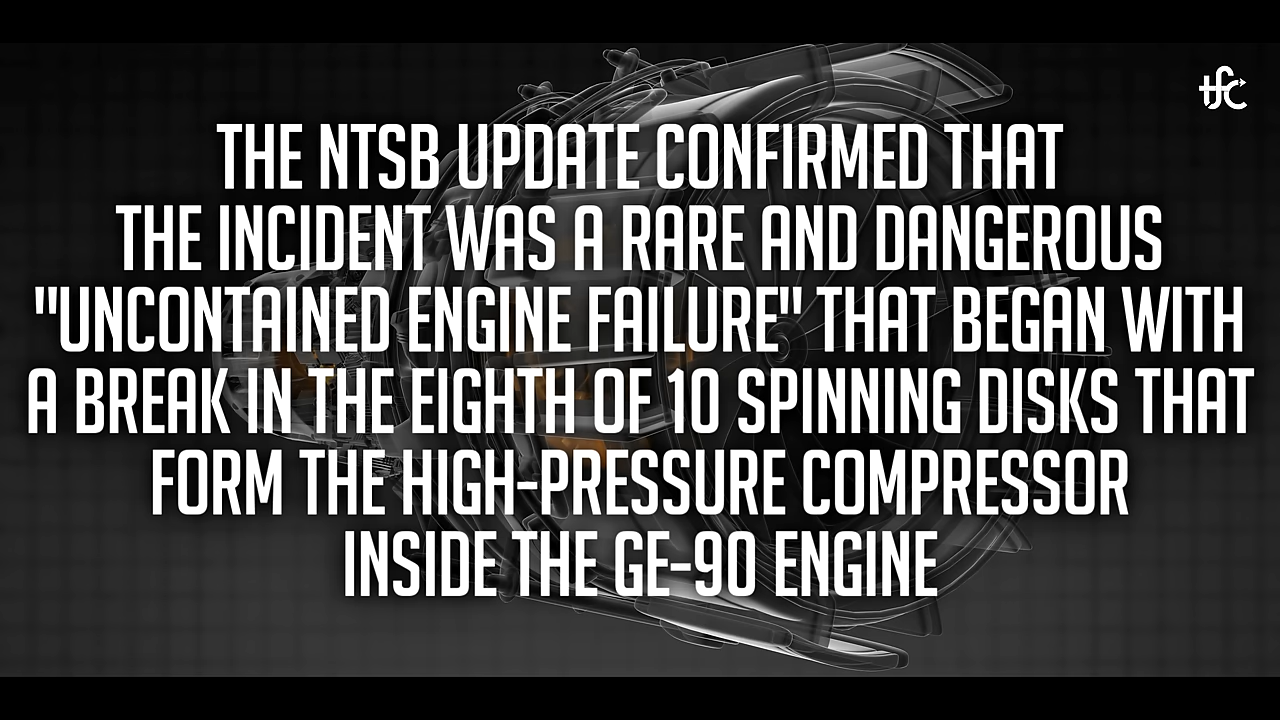 tfc
THE NTSB UPDATE CONFIRMED THAT
THE INCIDENT WAS A RARE AND DANGEROUS
"UNCONTAINED ENGINE FAILURE" THAT BEGAN WITH
A BREAK IN THE EIGHTH OF 10 SPINNING DISKS THAT
FORM THE HIGH-PRESSURE COMPRESSOR
INSIDE THE GE-90 ENGINE